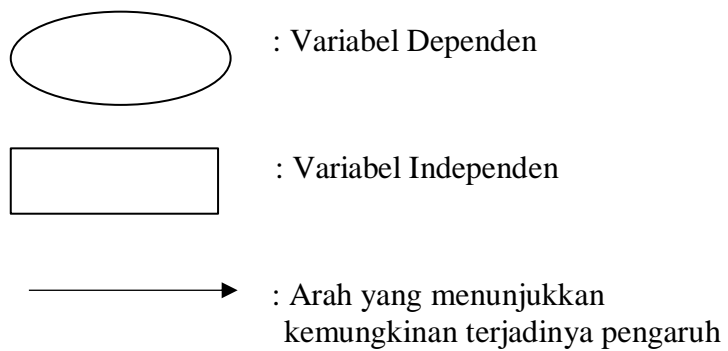 : Variabel Dependen
: Variabel Independen
: Arah yang menunjukkan
kemungkinan terjadinya pengaruh